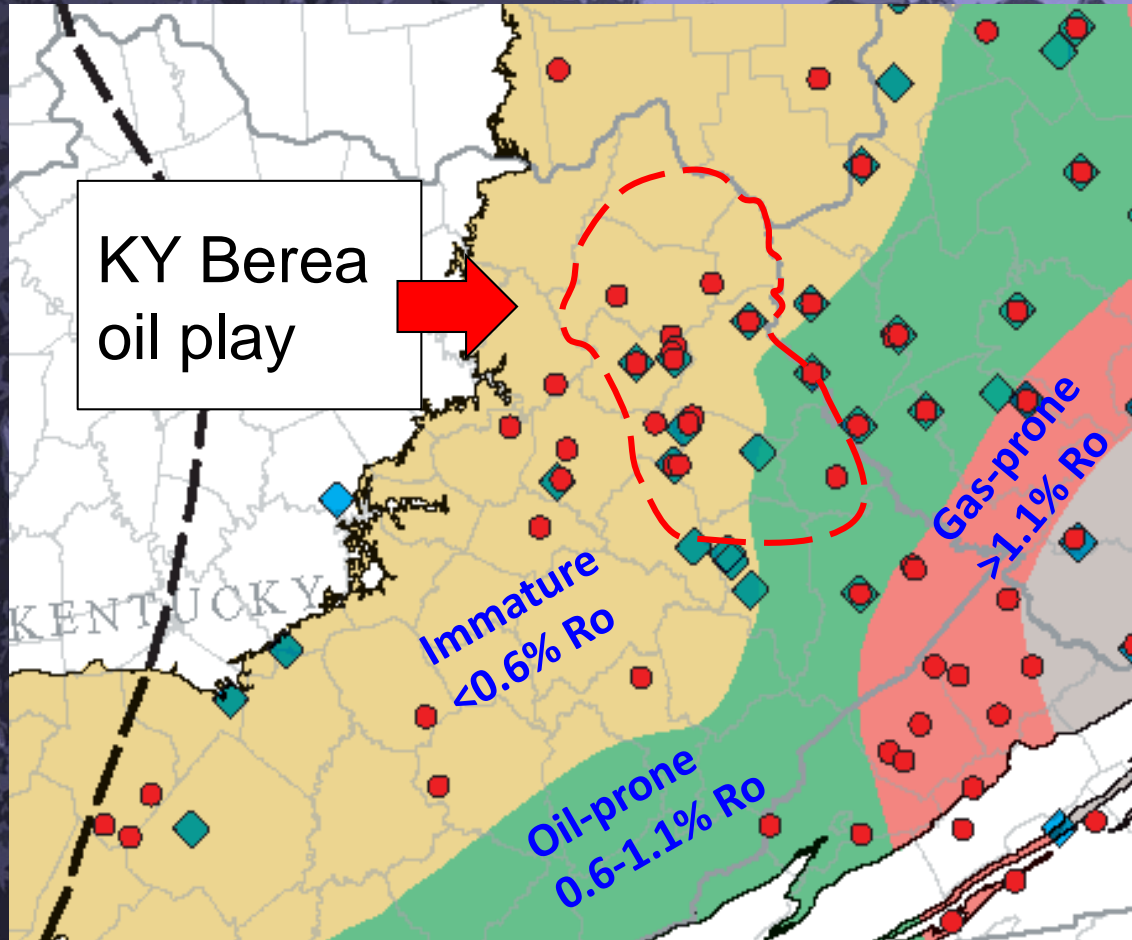 KY Berea
oil play
KENTUCKY
Immature
<0.6% Ro
Oil-prone
0.6-1.1% Ro
Gas-prone
>1.1% Ro